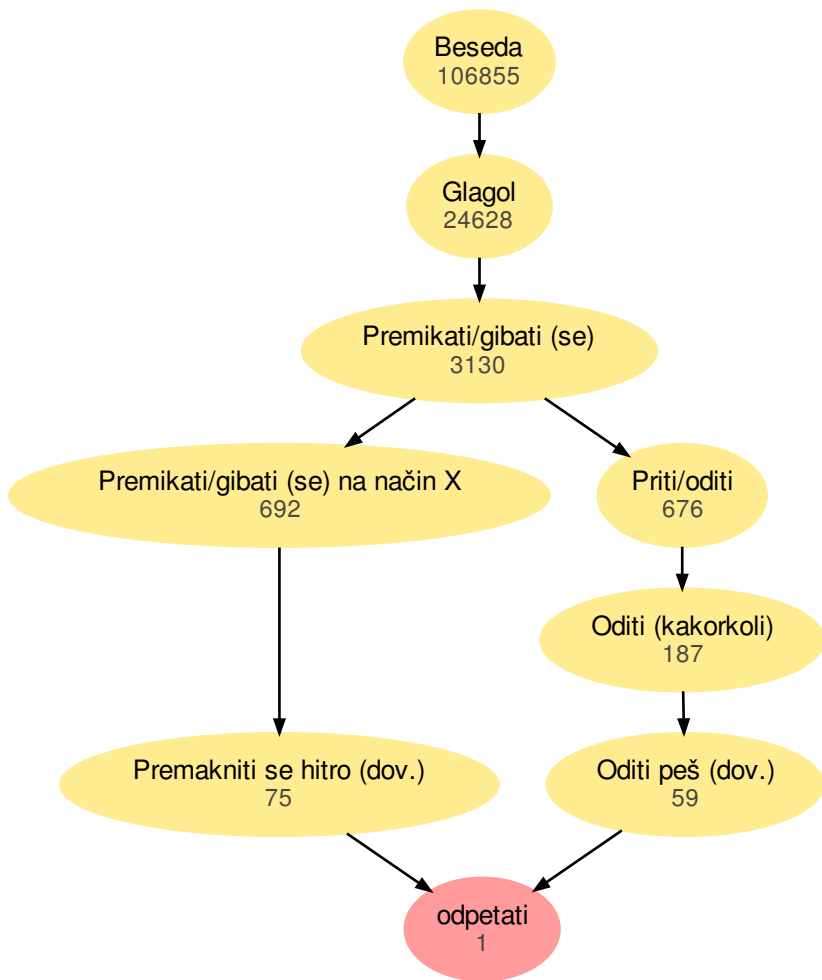 Beseda
106855
Glagol
24628
Premikati/gibati (se)
3130
Premikati/gibati (se) na način X
692
Priti/oditi
676
Oditi (kakorkoli)
187
Premakniti se hitro (dov.)
75
Oditi peš (dov.)
59
odpetati
1